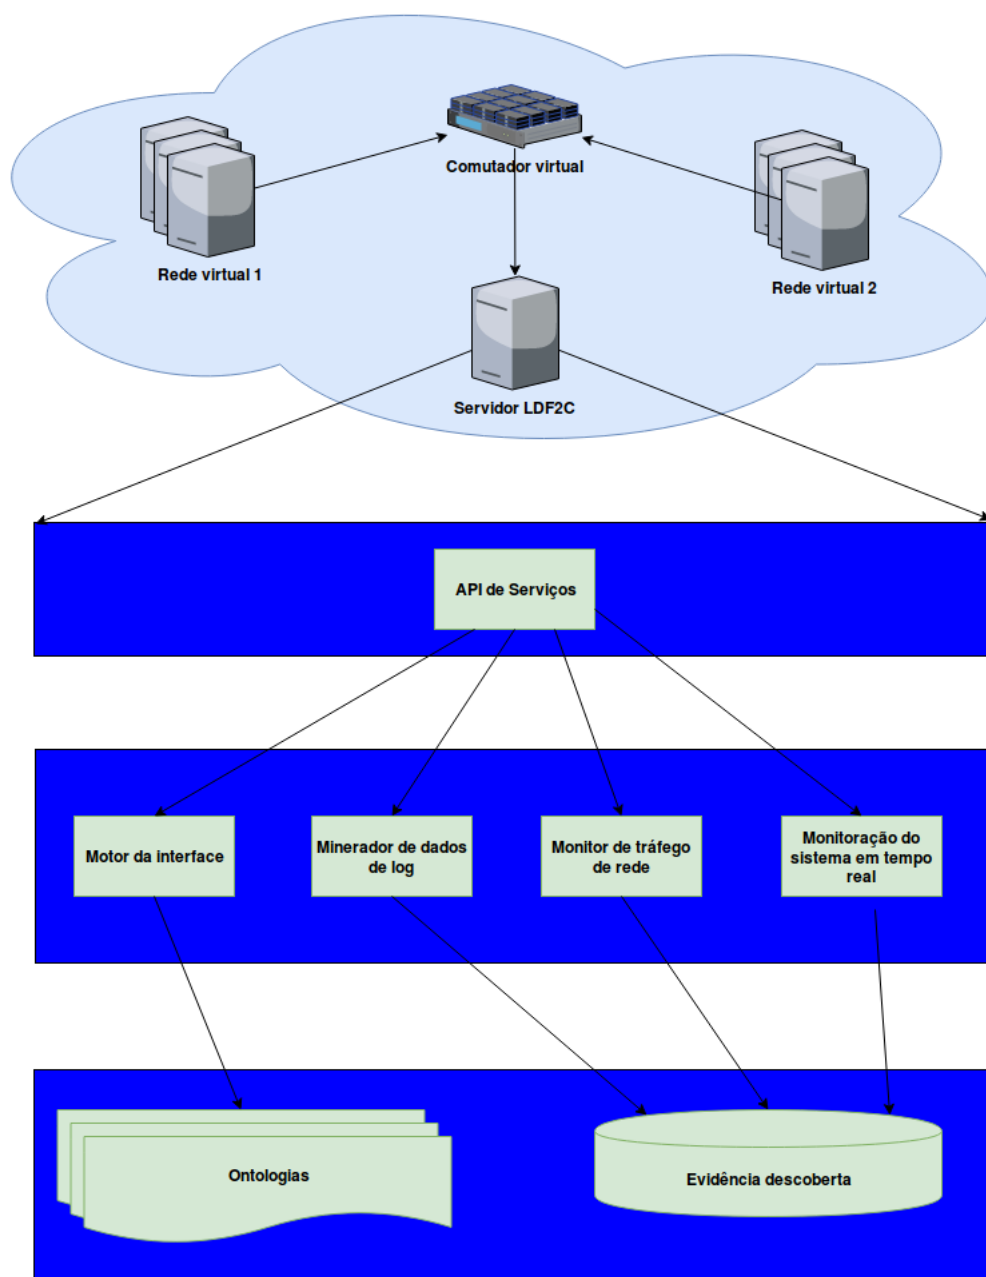 Comutador virtual
Rede virtual 1
Rede virtual 2
Servidor LDF2C
API de Serviços
Motor da interface
Minerador de dados
de log
Monitor de tráfego
de rede
Monitoração do
sistema em tempo
real
Ontologias
Evidência descoberta